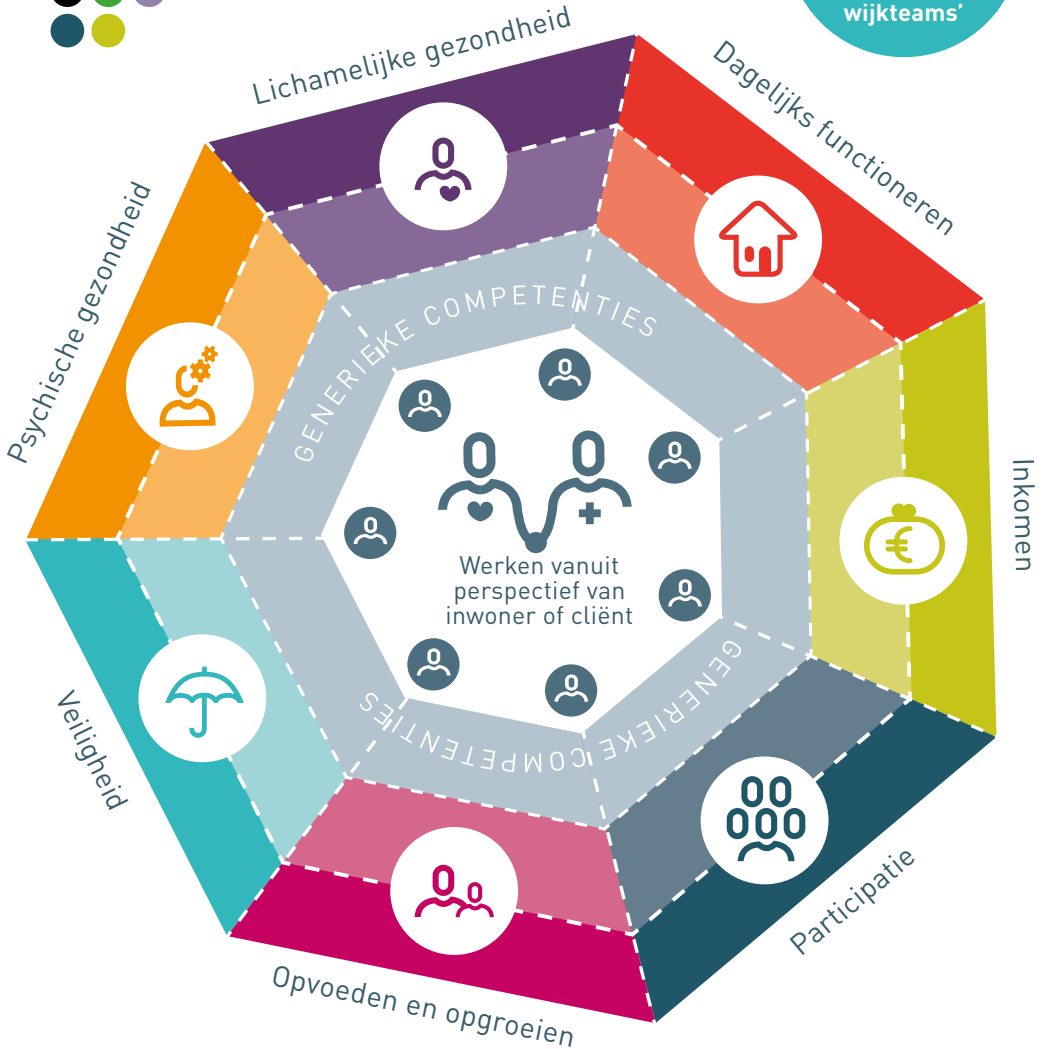 wijkteams’
Lichamelijke gezondheid
Dagelijks functioneren
Psychische gezondheid
GENERIEKE COMPETENTIES
Inkomen
Werken vanuit
perspectief van
inwoner of cliënt
GENERIEKE COMPETENTIES
Veiligheid
Participatie
Opvoeden en opgroeien